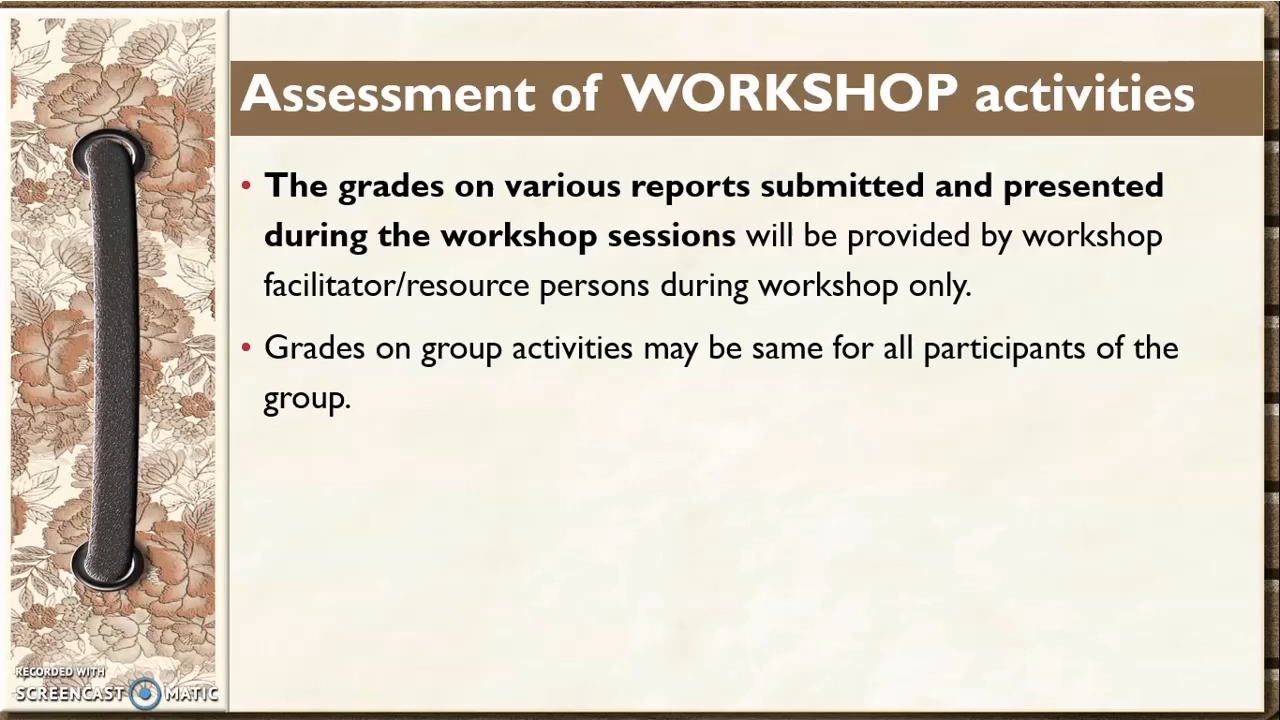 Assessment of WORKSHOP activities
• The grades on various reports submitted and presented
during the workshop sessions will be provided by workshop
facilitator/resource persons during workshop only.
• Grades on group activities may be same for all participants of the
group.
RECORDED WITH
SCREENCAST MATIC